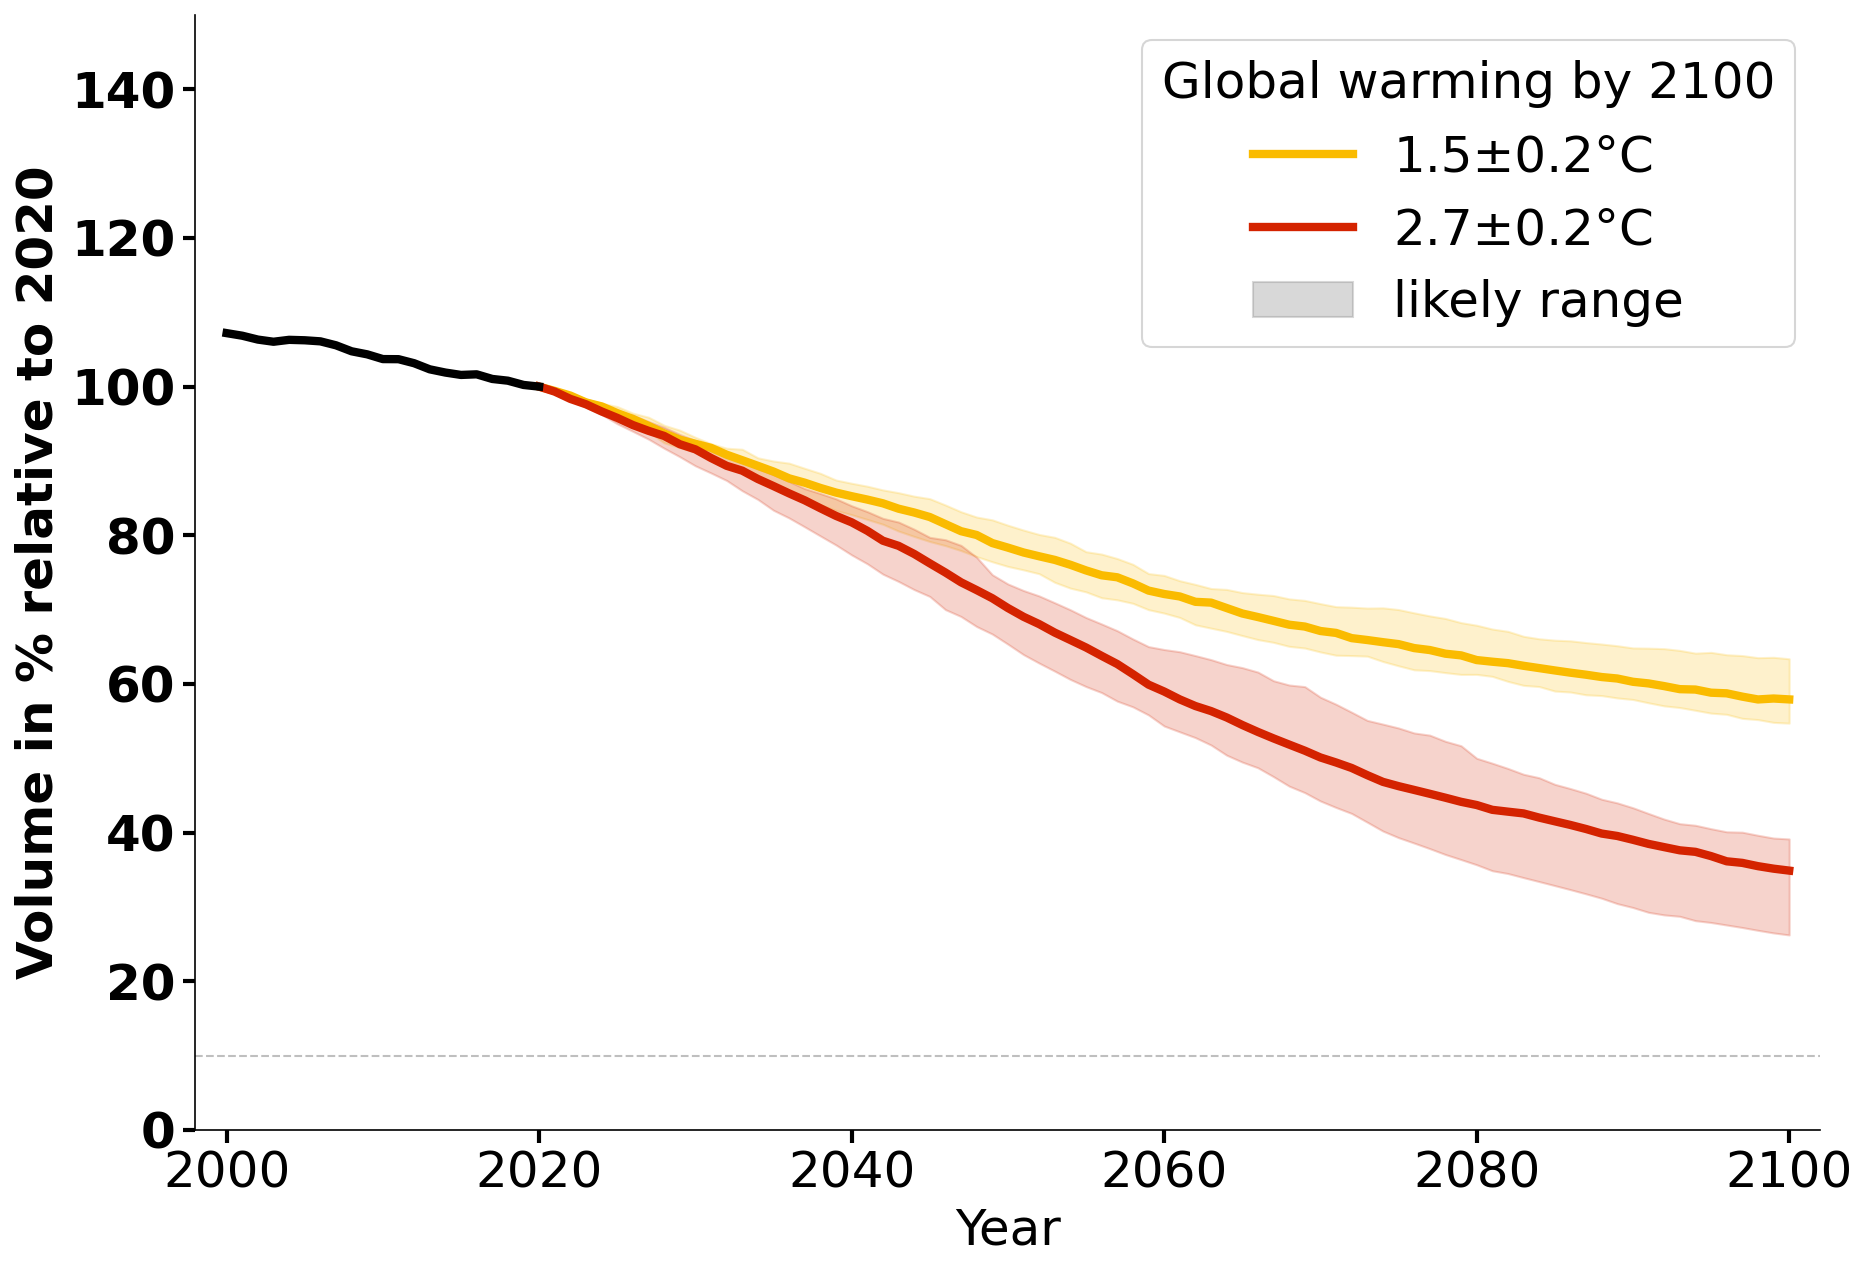 Volume in % relative to 2020
140
120
100
80
60
40
20
0
Global warming by 2100
1.5±0.2°C
2.7±0.2°C
likely range
2000 2020 2040 2060 2080 2100
Year